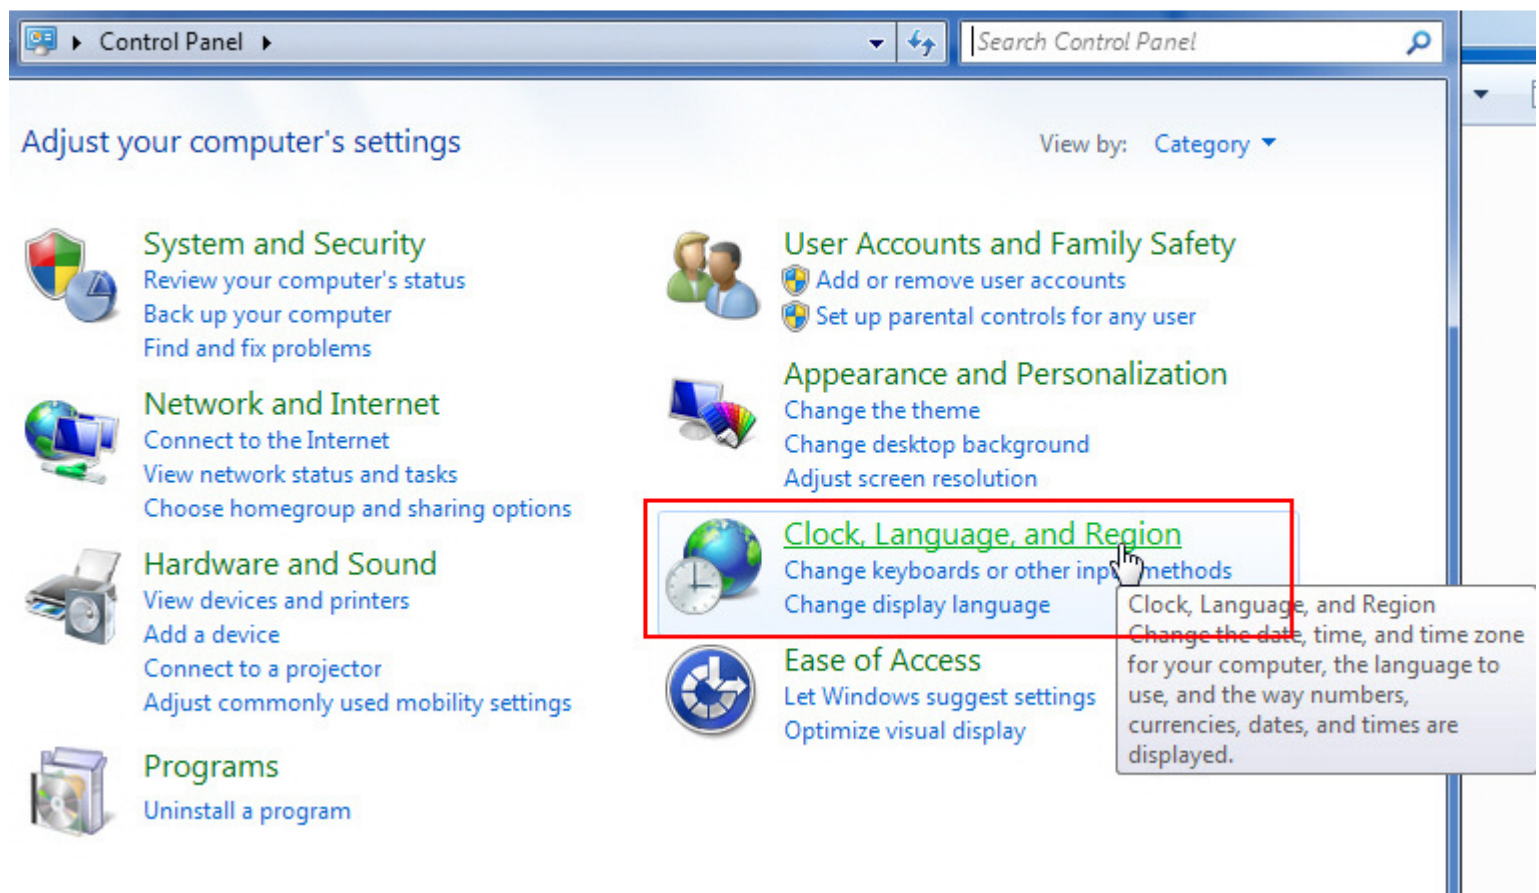 Control Panel
Search Control Panel
Adjust your computer's settings
View by: Category
System and Security
Review your computer's status
Back up your computer
Find and fix problems
Network and Internet
Connect to the Internet
View network status and tasks
Choose homegroup and sharing options
Hardware and Sound
View devices and printers
Add a device
Connect to a projector
Adjust commonly used mobility settings
Programs
Uninstall a program
User Accounts and Family Safety
Add or remove user accounts
Set up parental controls for any user
Appearance and Personalization
Change the theme
Change desktop background
Adjust screen resolution
Clock, Language, and Region
Change keyboards or other input methods
Change display language
Clock, Language, and Region
Change the date, time, and time zone
for your computer, the language to
use, and the way numbers,
currencies, dates, and times are
displayed.
Ease of Access
Let Windows suggest settings
Optimize visual display